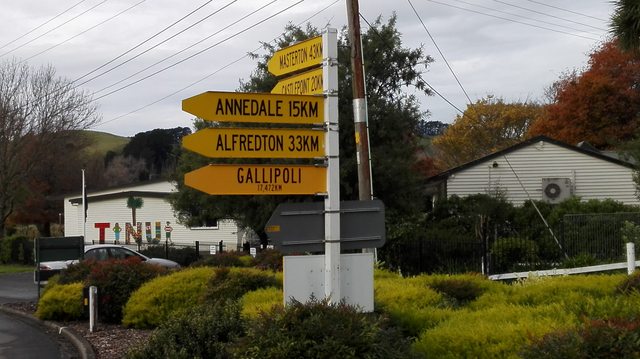 MASTERTON 43KM
CASTLEPOINT 20KM
ANNEDALE 15KM
ALFREDTON 33KM
GALLIPOLI
17,472KM
TINUI